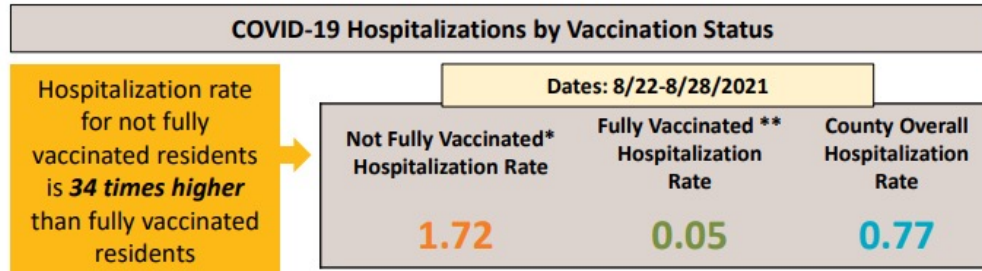 COVID-19 Hospitalizations by Vaccination Status
Hospitalization rate
for not fully
vaccinated residents
is 34 times higher
than fully vaccinated
residents
Dates: 8/22-8/28/2021
Not Fully Vaccinated*
Hospitalization Rate
1.72
Fully Vaccinated **
Hospitalization
Rate
0.05
County Overall
Hospitalization
Rate
0.77